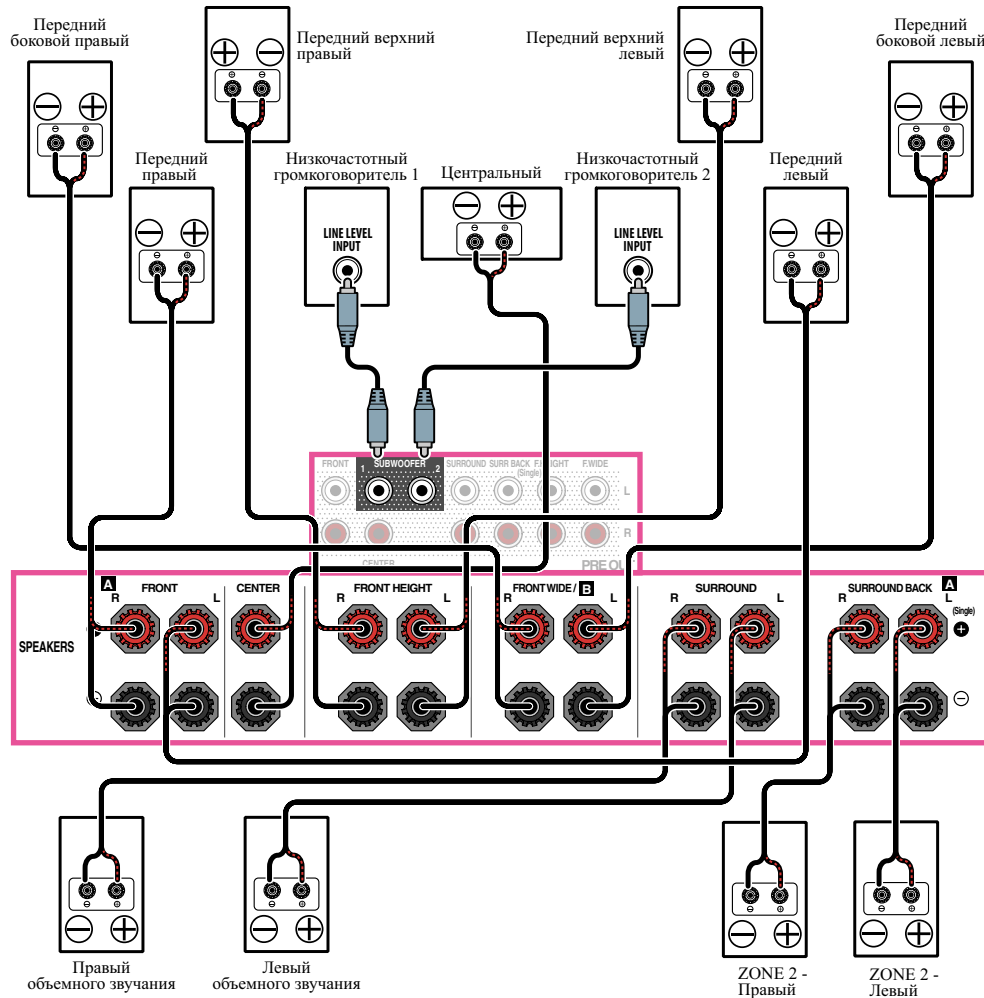 Передний
боковой правый
Передний верхний
правый
Передний верхний
левый
Передний
боковой левый
Передний
правый
Низкочастотный
громкоговоритель 1
Центральный
Низкочастотный
громкоговоритель 2
Передний
левый
LINE LEVEL
INPUT
LINE LEVEL
INPUT
FRONT
1 SUBWOOFER 2
SURROUND
SURR BACK
(Single)
F.WIDE
L
R
CENTER
A
FRONT
R L
CENTER
FRONT HEIGHT
R L
FRONT WIDE / B
R L
SURROUND
R L
SURROUND BACK A
R L
(Single)
SPEAKERS
Правый
объемного звучания
Левый
объемного звучания
ZONE 2 -
Правый
ZONE 2 -
Левый